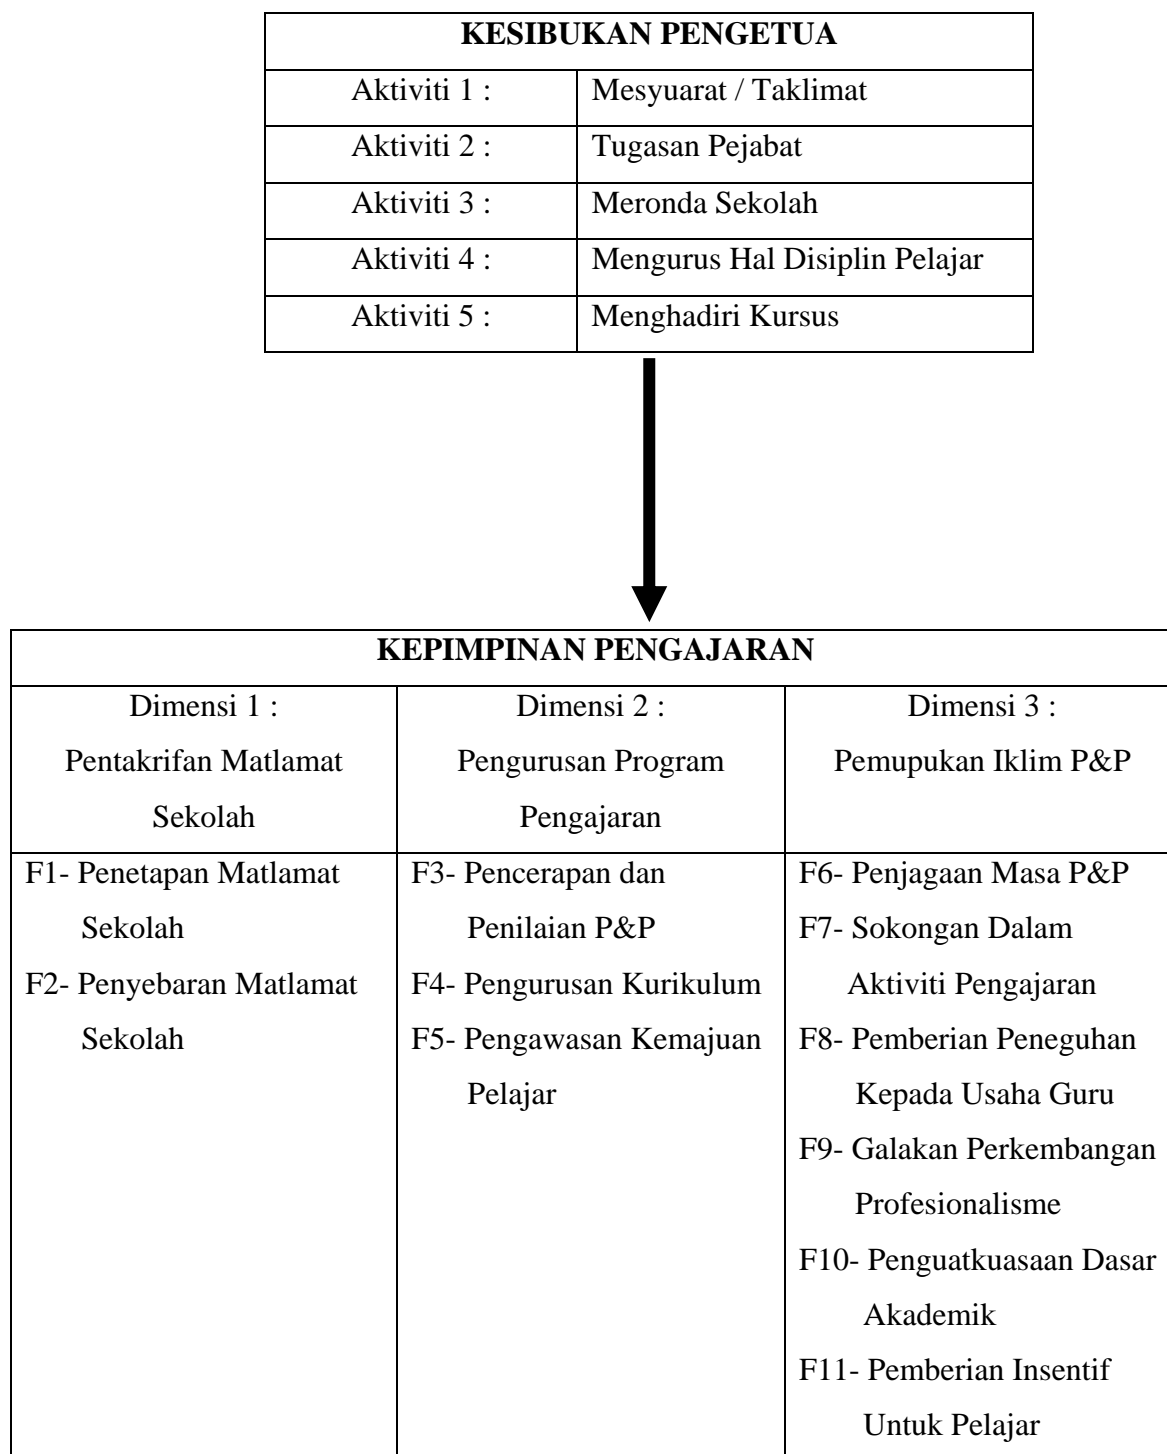 KESIBUKAN PENGETUA
Aktiviti 1 : Mesyuarat / Taklimat
Aktiviti 2 : Tugasan Pejabat
Aktiviti 3 : Meronda Sekolah
Aktiviti 4 : Mengurus Hal Disiplin Pelajar
Aktiviti 5 : Menghadiri Kursus
KEPIMPINAN PENGAJARAN
Dimensi 1 :
Pentakrifan Matlamat
Sekolah
Dimensi 2 :
Pengurusan Program
Pengajaran
Dimensi 3 :
Pemupukan Iklim P&P
F1- Penetapan Matlamat
Sekolah
F2- Penyebaran Matlamat
Sekolah
F3- Pencerapan dan
Penilaian P&P
F4- Pengurusan Kurikulum
F5- Pengawasan Kemajuan
Pelajar
F6- Penjagaan Masa P&P
F7- Sokongan Dalam
Aktiviti Pengajaran
F8- Pemberian Peneguhan
Kepada Usaha Guru
F9- Galakan Perkembangan
Profesionalisme
F10- Penguatkuasaan Dasar
Akademik
F11- Pemberian Insentif
Untuk Pelajar